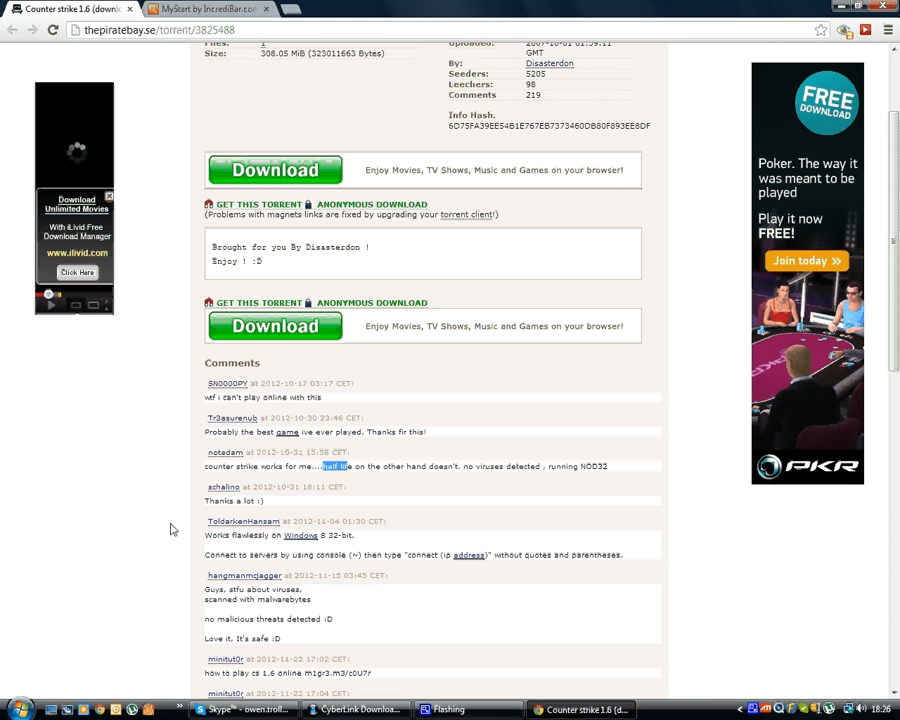 Counter strike 1.6 (downl
MyStart by IncrediBar.com
thepiratebay.se/torrent/3825488
Files: 1
Size: 308.05 MiB (323011663 Bytes)
Uploaded: 2007-10-01 01:59:11
GMT
By: Disasterdon
Seeders: 5205
Leechers: 98
Comments 219
Info Hash.
6D75FA39EE54B1E767EB7373460DB80F893EE8DF
Download
Enjoy Movies, TV Shows, Music and Games on your browser!
GET THIS TORRENT ANONYMOUS DOWNLOAD
(Problems with magnets links are fixed by upgrading your torrent client!)
Brought for you By Disasterdon !
Enjoy ! :D
GET THIS TORRENT ANONYMOUS DOWNLOAD
Download
Enjoy Movies, TV Shows, Music and Games on your browser!
Comments
SN0000PY at 2012-10-17 03:17 CET:
wtf i can't play online with this
Tr3asurenub at 2012-10-30 23:46 CET:
Probably the best game ive ever played. Thanks fir this!
notadam at 2012-10-31 15:58 CET:
counter strike works for me....half life on the other hand doesn't. no viruses detected , running NOD32
schalino at 2012-10-31 18:11 CET:
Thanks a lot :)
ToldarkenHansam at 2012-11-04 01:30 CET:
Works flawlessly on Windows 8 32-bit.
Connect to servers by using console (~) then type "connect (ip address)" without quotes and parentheses.
hangmanmcjagger at 2012-11-15 03:45 CET:
Guys, stfu about viruses,
scanned with malwarebytes
no malicious threats detected :D
Love it, It's safe :D
minitut0r at 2012-11-22 17:02 CET:
how to play cs 1.6 online m1gr3.m3/c0U7r
minitut0r at 2012-11-22 17:04 CET:
Download
Unlimited Movies
With iLivid Free
Download Manager
www.ilivid.com
Click Here
FREE
DOWNLOAD
Poker. The way it
was meant to be
played
Play it now
FREE!
Join today »
PKR
Skype™ - owen.troll...
CyberLink Downloa...
Flashing
Counter strike 1.6 (d...
18:26